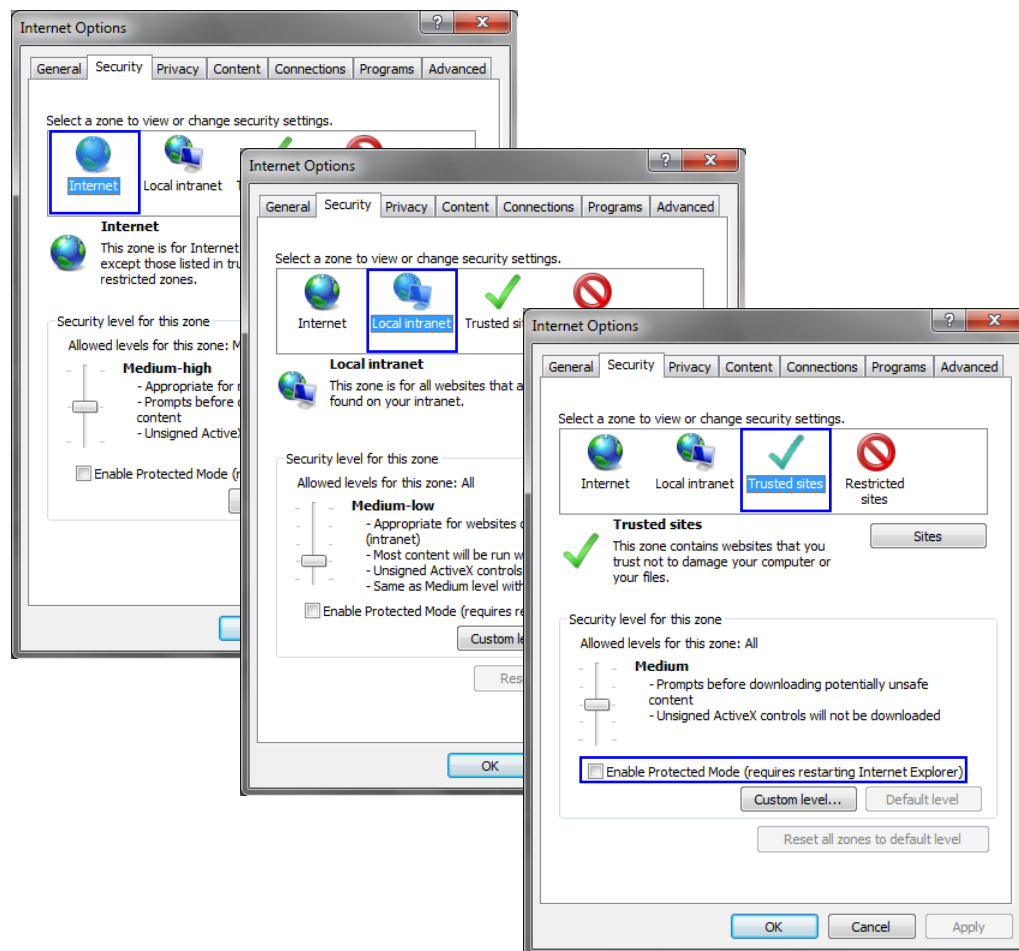 Internet Options
General Security Privacy Content Connections Programs Advanced
Select a zone to view or change security settings.
Internet Local intranet
Internet
This zone is for Internet
except those listed in
restricted zones.
Security level for this zone
Allowed levels for this zone:
Medium-high
- Appropriate for
- Prompts before
content
- Unsigned
Enable Protected Mode
Internet Options
General Security Privacy Content Connections Programs Advanced
Select a zone to view or change security settings.
Internet Local intranet Trusted
Local intranet
This zone is for all websites that
found on your intranet.
Security level for this zone
Allowed levels for this zone: All
Medium-low
- Appropriate for websites
(intranet)
- Most content will be run
- Unsigned ActiveX controls
- Same as Medium level
Enable Protected Mode (requires
Custom
OK
Internet Options
General Security Privacy Content Connections Programs Advanced
Select a zone to view or change security settings.
Internet Local intranet Trusted sites Restricted
sites
Trusted sites
This zone contains websites that you
trust not to damage your computer or
your files.
Sites
Security level for this zone
Allowed levels for this zone: All
Medium
- Prompts before downloading potentially unsafe
content
- Unsigned ActiveX controls will not be downloaded
Enable Protected Mode (requires restarting Internet Explorer)
Custom level... Default level
Reset all zones to default level
OK Cancel Apply